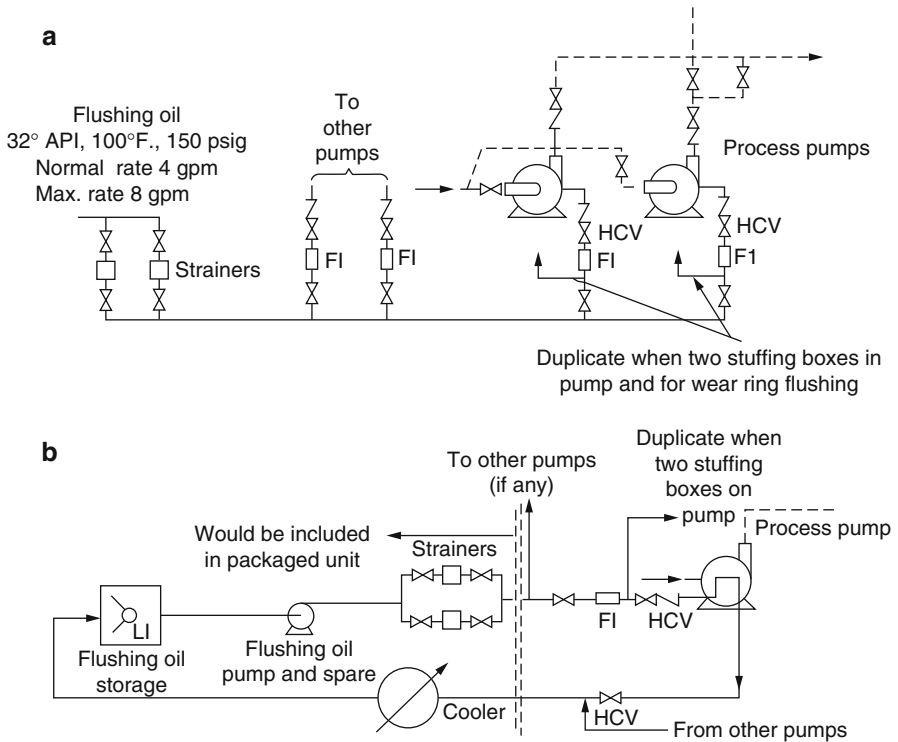 a
Flushing oil
32° API, 100°F., 150 psig
Normal rate 4 gpm
Max. rate 8 gpm
Strainers
To
other
pumps
FI
FI
Process pumps
HCV
FI
HCV
F1
Duplicate when two stuffing boxes in
pump and for wear ring flushing
b
To other pumps
(if any)
Duplicate when
two stuffing
boxes on
pump
Process pump
Would be included
in packaged unit
Strainers
LI
Flushing oil
storage
Flushing oil
pump and spare
FI
HCV
Cooler
HCV
From other pumps